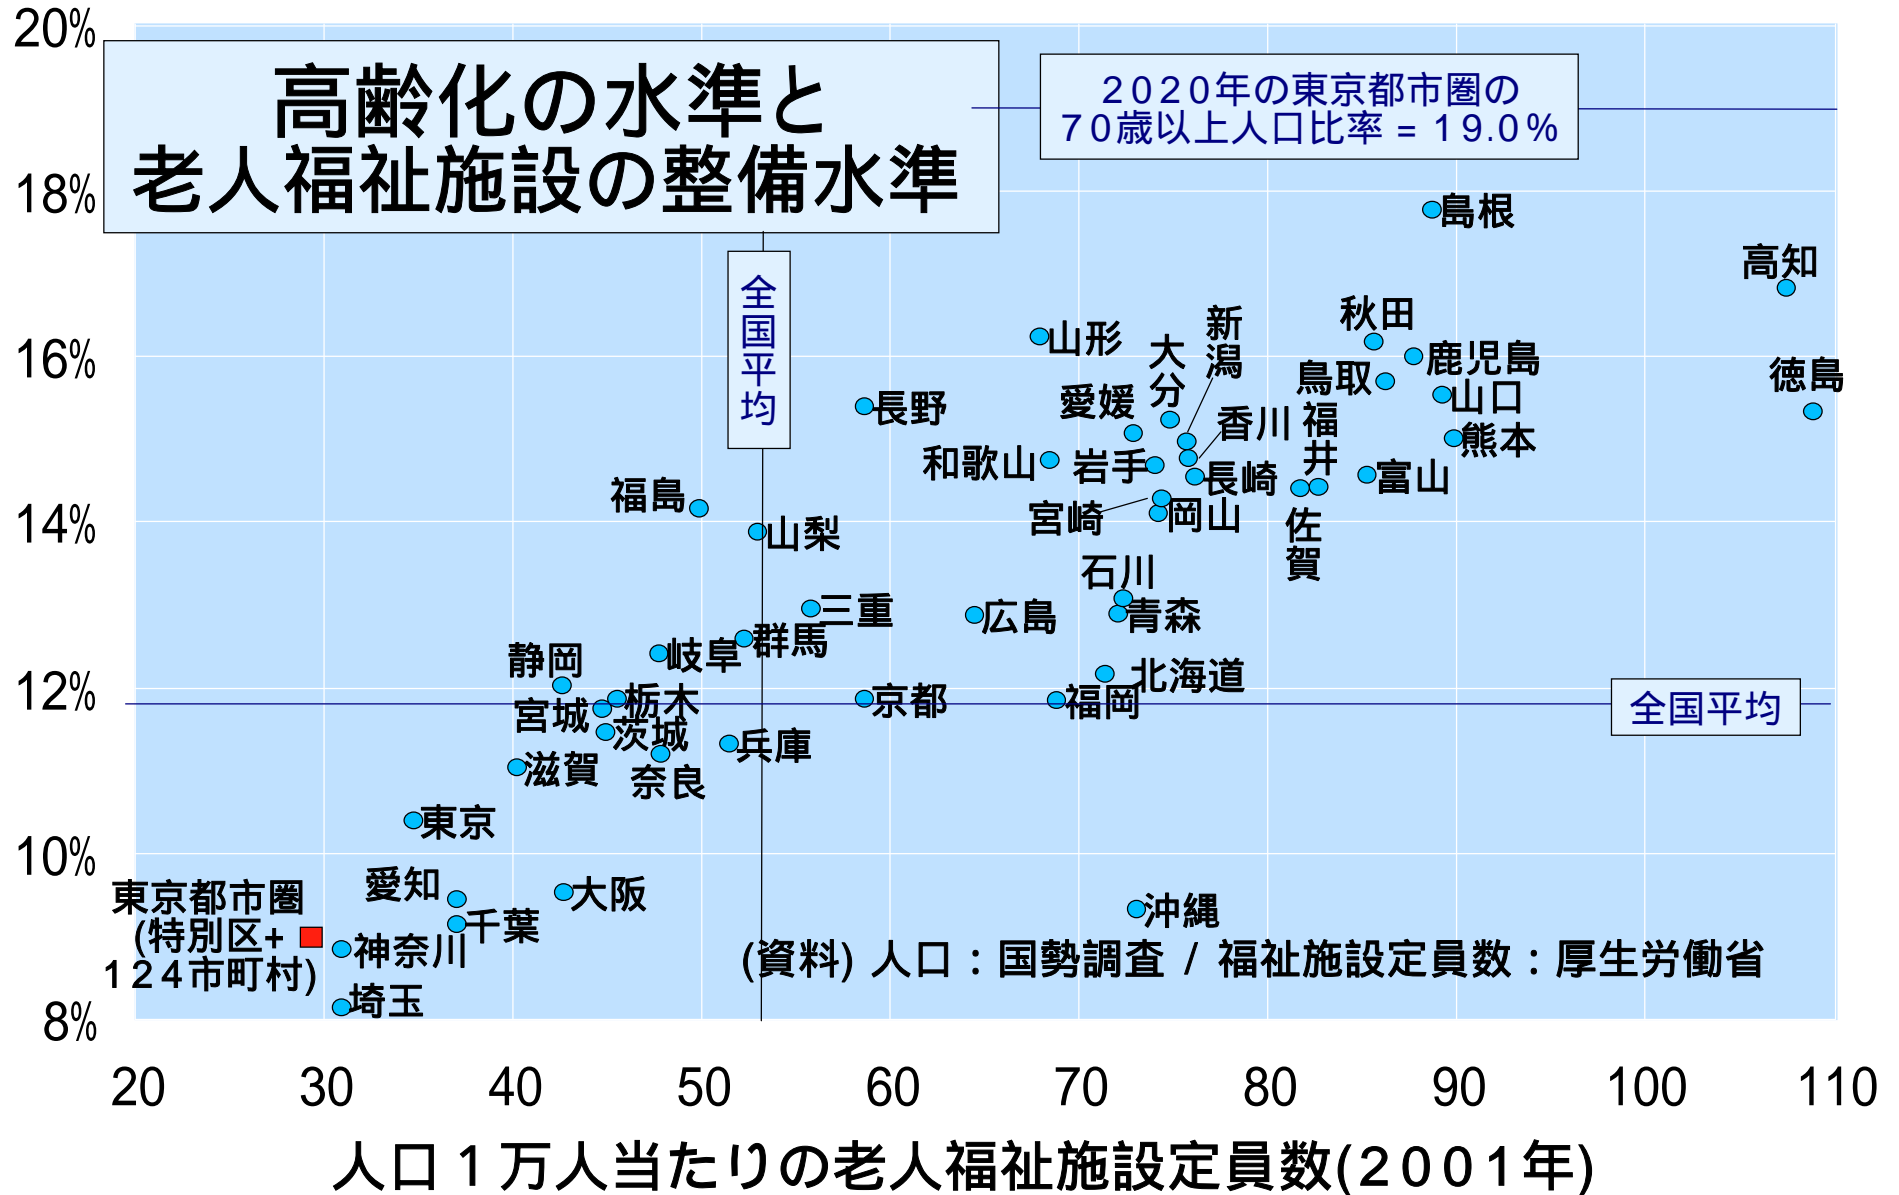 20%
高齢化の水準と
老人福祉施設の整備水準
2020年の東京都市圏の
70歳以上人口比率＝19.0%
18%
島根
高知
全国平均
16%
山形
大分
新潟
秋田
鹿児島
徳島
鳥取
山口
長野
愛媛
香川
福井
熊本
和歌山
岩手
長崎
富山
福島
宮崎
岡山
佐賀
14%
山梨
石川
三重
広島
青森
群馬
静岡
岐阜
北海道
12%
栃木
京都
福岡
全国平均
宮城
茨城
兵庫
滋賀
奈良
東京
10%
愛知
大阪
東京都市圏
(特別区+
124市町村)
千葉
沖縄
神奈川
(資料) 人口：国勢調査 / 福祉施設定員数：厚生労働省
埼玉
8%
20 30 40 50 60 70 80 90 100 110
人口１万人当たりの老人福祉施設定員数(2001年)